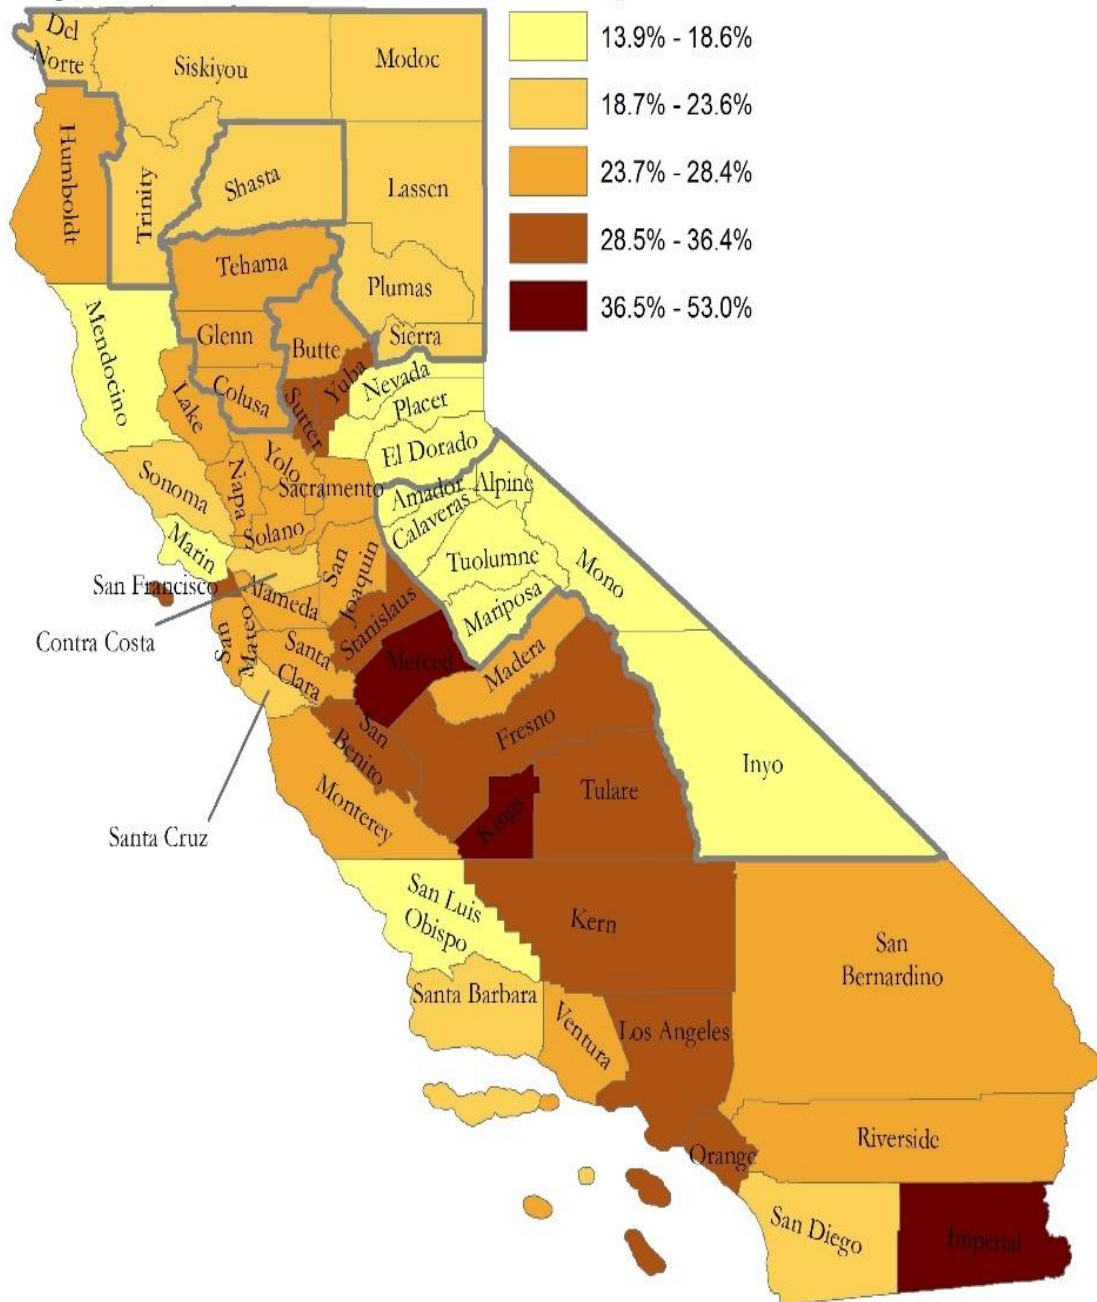 13.9% - 18.6%
18.7% - 23.6%
23.7% - 28.4%
28.5% - 36.4%
36.5% - 53.0%
Del
Norte
Siskiyou
Modoc
Humboldt
Trinity
Shasta
Lassen
Tehama
Plumas
Mendocino
Glenn
Butte
Sierra
Lake
Colusa
Sutter
Yuba
Nevada
Placer
El Dorado
Sonoma
Napa
Yolo
Sacramento
Amador
Alpine
Calaveras
Marin
Solano
San
Joaquin
Tuolumne
Mono
San Francisco
Alameda
Stanislaus
Mariposa
Contra Costa
San
Mateo
Santa
Clara
Merced
Madera
San
Benito
Fresno
Inyo
Santa Cruz
Monterey
Kings
Tulare
San Luis
Obispo
Kern
San
Bernardino
Santa Barbara
Ventura
Los Angeles
Orange
Riverside
San Diego
Imperial